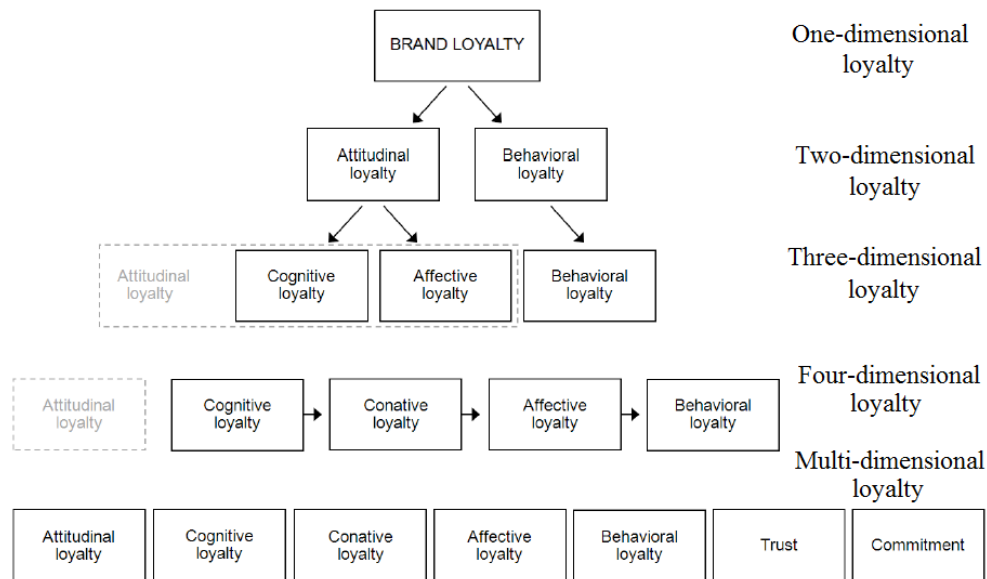 BRAND LOYALTY
One-dimensional
loyalty
Attitudinal
loyalty
Behavioral
loyalty
Two-dimensional
loyalty
Attitudinal
loyalty
Cognitive
loyalty
Affective
loyalty
Behavioral
loyalty
Three-dimensional
loyalty
Attitudinal
loyalty
Cognitive
loyalty
Conative
loyalty
Affective
loyalty
Behavioral
loyalty
Four-dimensional
loyalty
Multi-dimensional
loyalty
Attitudinal
loyalty
Cognitive
loyalty
Conative
loyalty
Affective
loyalty
Behavioral
loyalty
Trust
Commitment